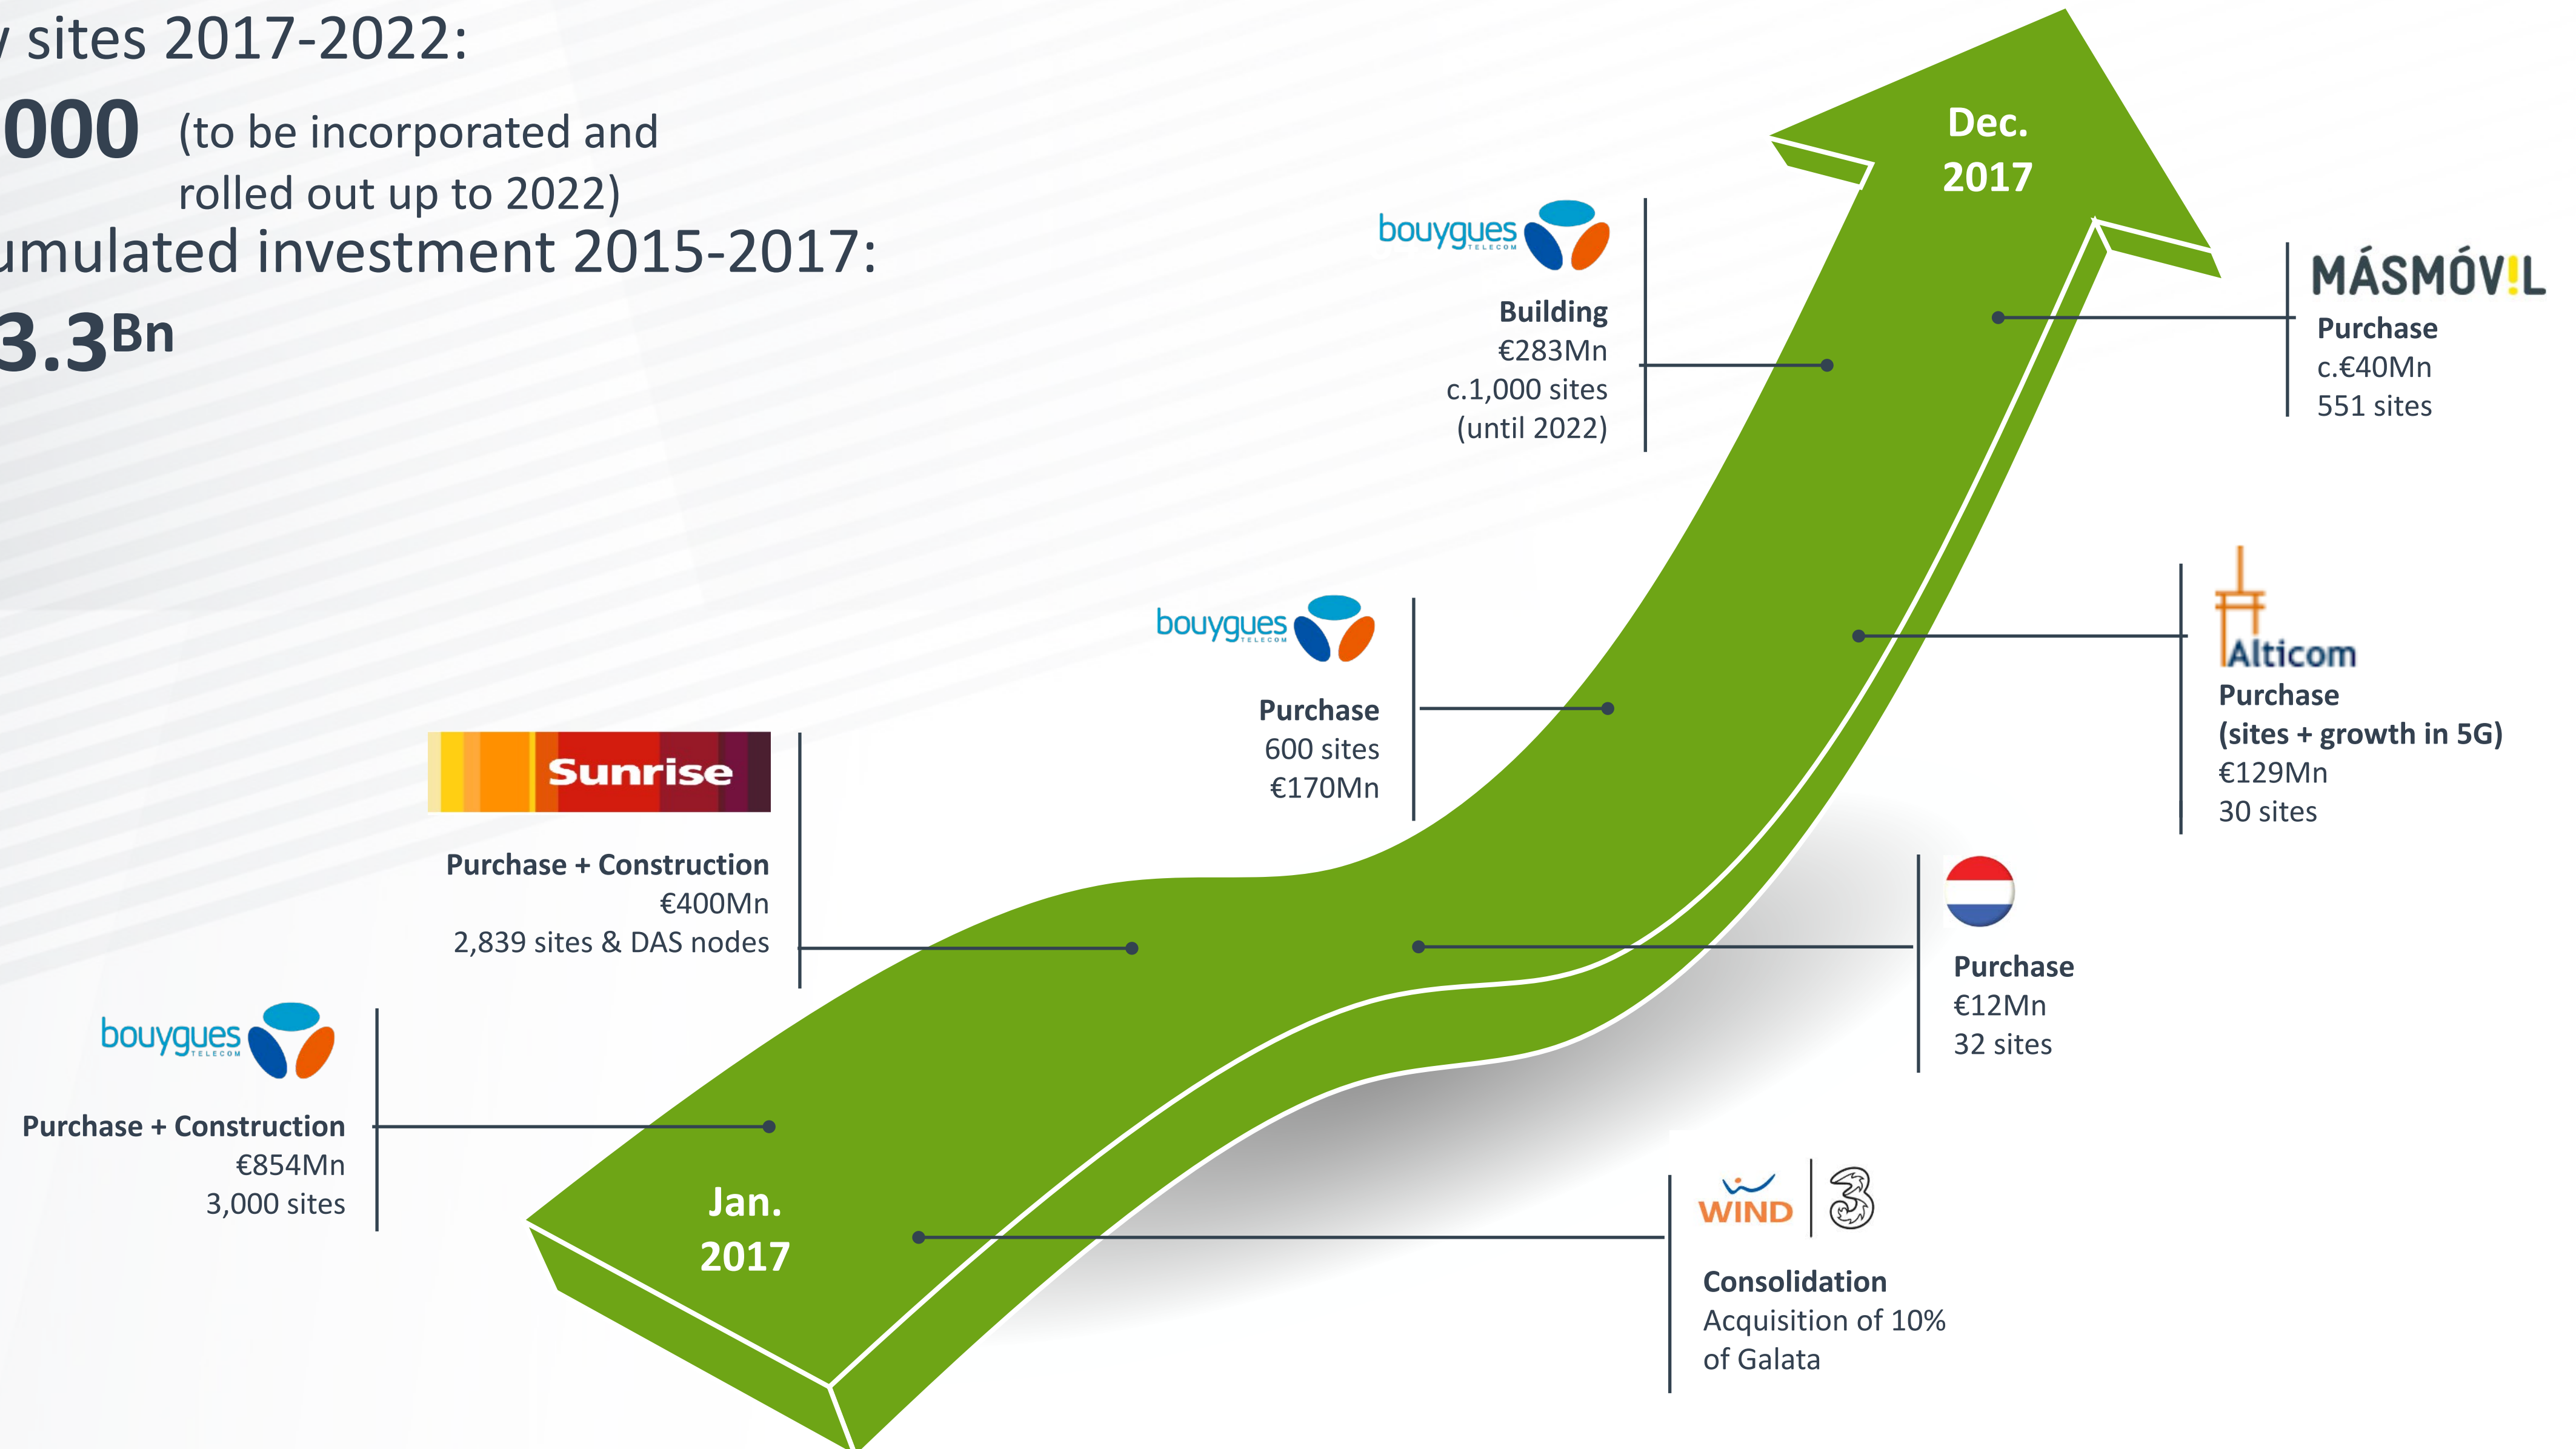 sites 2017-2022:
000 (to be incorporated and
rolled out up to 2022)
umulated investment 2015-2017:
3.3Bn
Dec.
2017
bouygues
TELECOM
Building
€283Mn
c.1,000 sites
(until 2022)
MÁSMÓV!L
Purchase
c.€40Mn
551 sites
bouygues
TELECOM
Purchase
600 sites
€170Mn
Alticom
Purchase
(sites + growth in 5G)
€129Mn
30 sites
Sunrise
Purchase + Construction
€400Mn
2,839 sites & DAS nodes
Purchase
€12Mn
32 sites
bouygues
TELECOM
Purchase + Construction
€854Mn
3,000 sites
Jan.
2017
WIND 3
Consolidation
Acquisition of 10%
of Galata